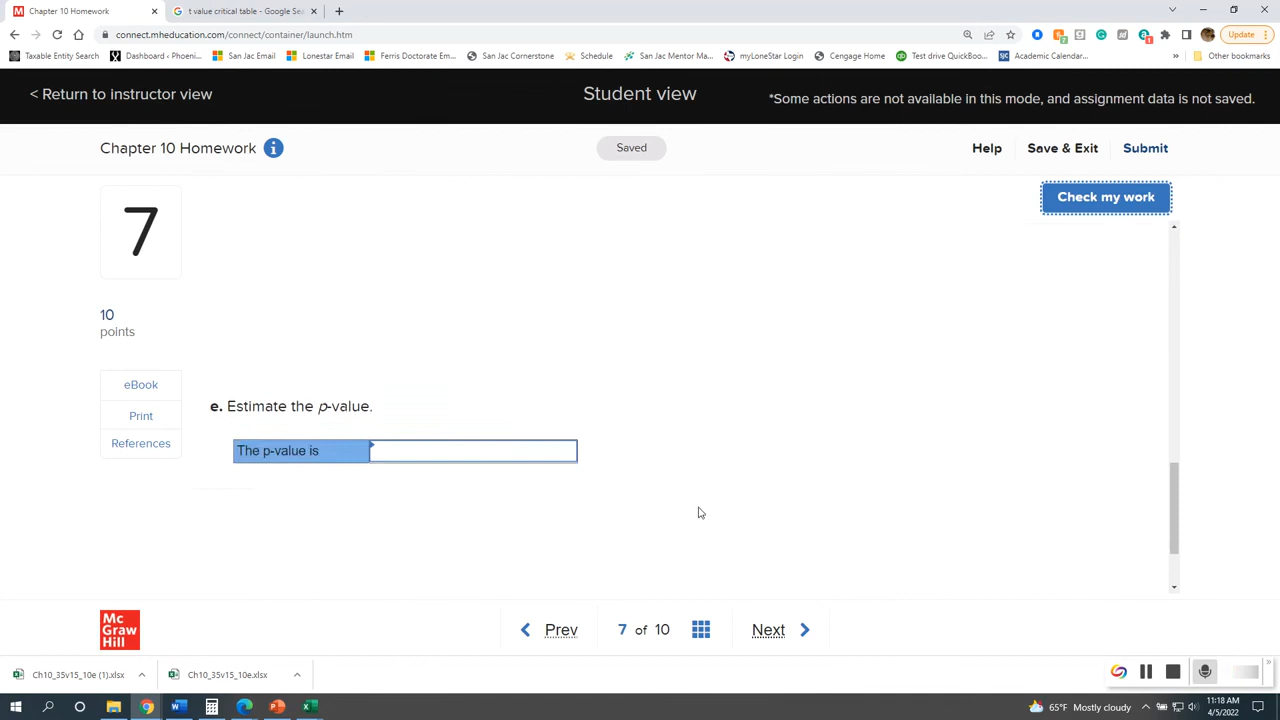 Chapter 10 Homework
t value critical table - Google Sea
connect.mheducation.com/connect/container/launch.htm
Update
Taxable Entity Search
Dashboard ‹ Phoeni...
San Jac Email
Lonestar Email
Ferris Doctorate Em...
San Jac Cornerstone
Schedule
San Jac Mentor Ma...
myLoneStar Login
Cengage Home
Test drive QuickBoo...
Academic Calendar...
»
Other bookmarks
< Return to instructor view
Student view
*Some actions are not available in this mode, and assignment data is not saved.
Chapter 10 Homework
Saved
Help
Save & Exit
Submit
7
Check my work
10
points
eBook
Print
References
e. Estimate the p-value.
The p-value is
Mc
Graw
Hill
Prev
7 of 10
Next
Ch10_35v15_10e (1).xlsx
Ch10_35v15_10e.xlsx
65°F Mostly cloudy
11:18 AM
4/5/2022